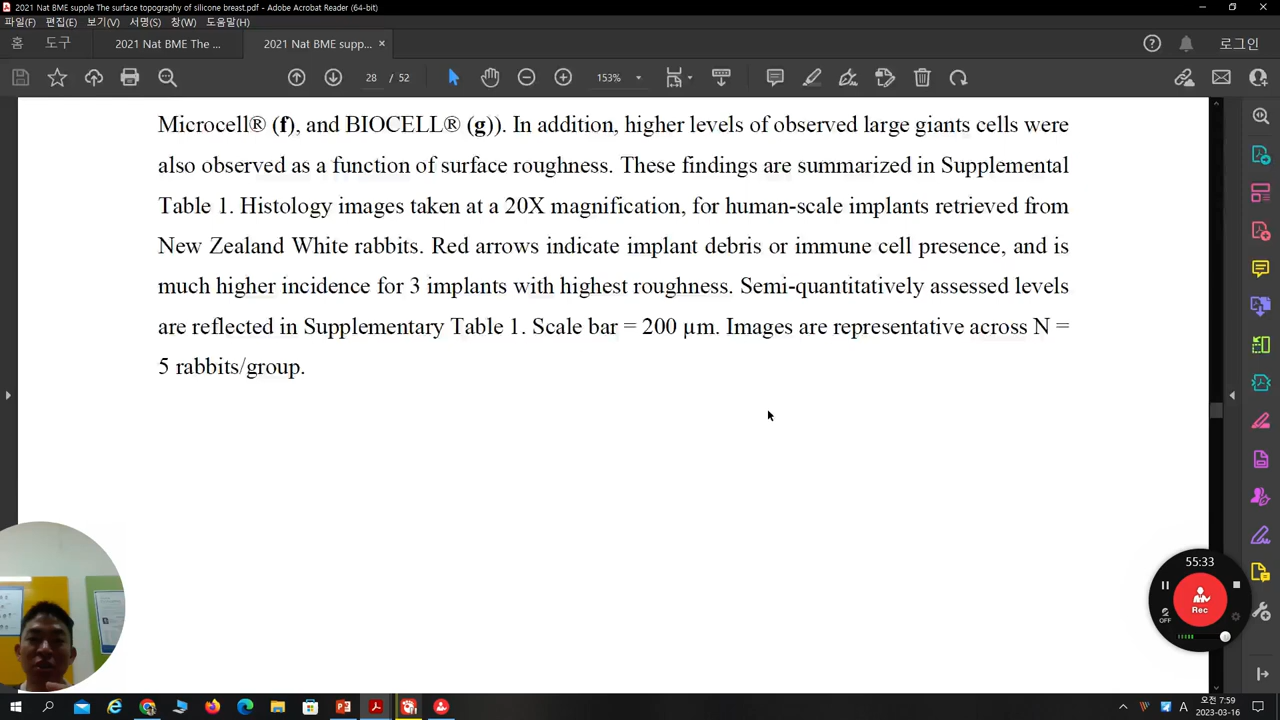 2021 Nat BME supple The surface topography of silicone breast.pdf - Adobe Acrobat Reader (64-bit)
파일(F) 편집(E) 보기(V) 서명(S) 창(W) 도움말(H)
홈 도구 2021 Nat BME The ... 2021 Nat BME supp... × 로그인
28 / 52 153%
Microcell® (f), and BIOCELL® (g)). In addition, higher levels of observed large giants cells were
also observed as a function of surface roughness. These findings are summarized in Supplemental
Table 1. Histology images taken at a 20X magnification, for human-scale implants retrieved from
New Zealand White rabbits. Red arrows indicate implant debris or immune cell presence, and is
much higher incidence for 3 implants with highest roughness. Semi-quantitatively assessed levels
are reflected in Supplementary Table 1. Scale bar = 200 µm. Images are representative across N =
5 rabbits/group.
55:33
Rec
OFF
A 오전 7:59
2023-03-16